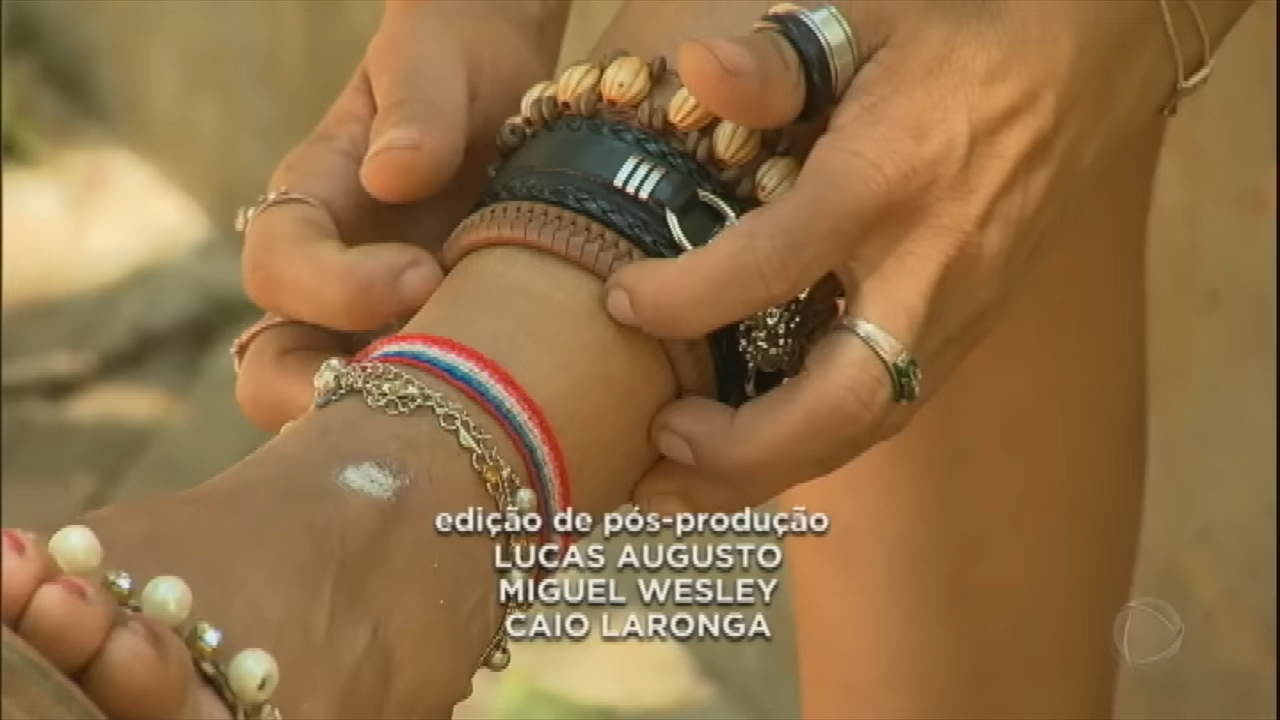 edição de pós-produção
LUCAS AUGUSTO
MIGUEL WESLEY
CAIO LARONGA